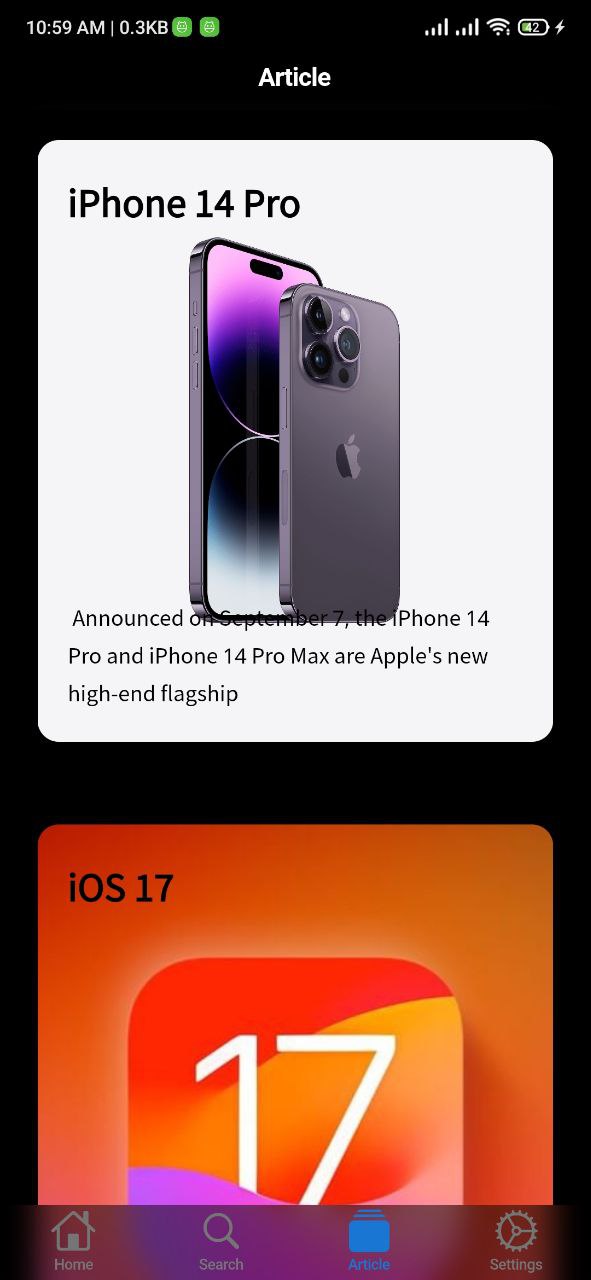 10:59 AM | 0.3KB
42
Article
iPhone 14 Pro
Announced on September 7, the iPhone 14
Pro and iPhone 14 Pro Max are Apple's new
high-end flagship
iOS 17
17
Home
Search
Article
Settings